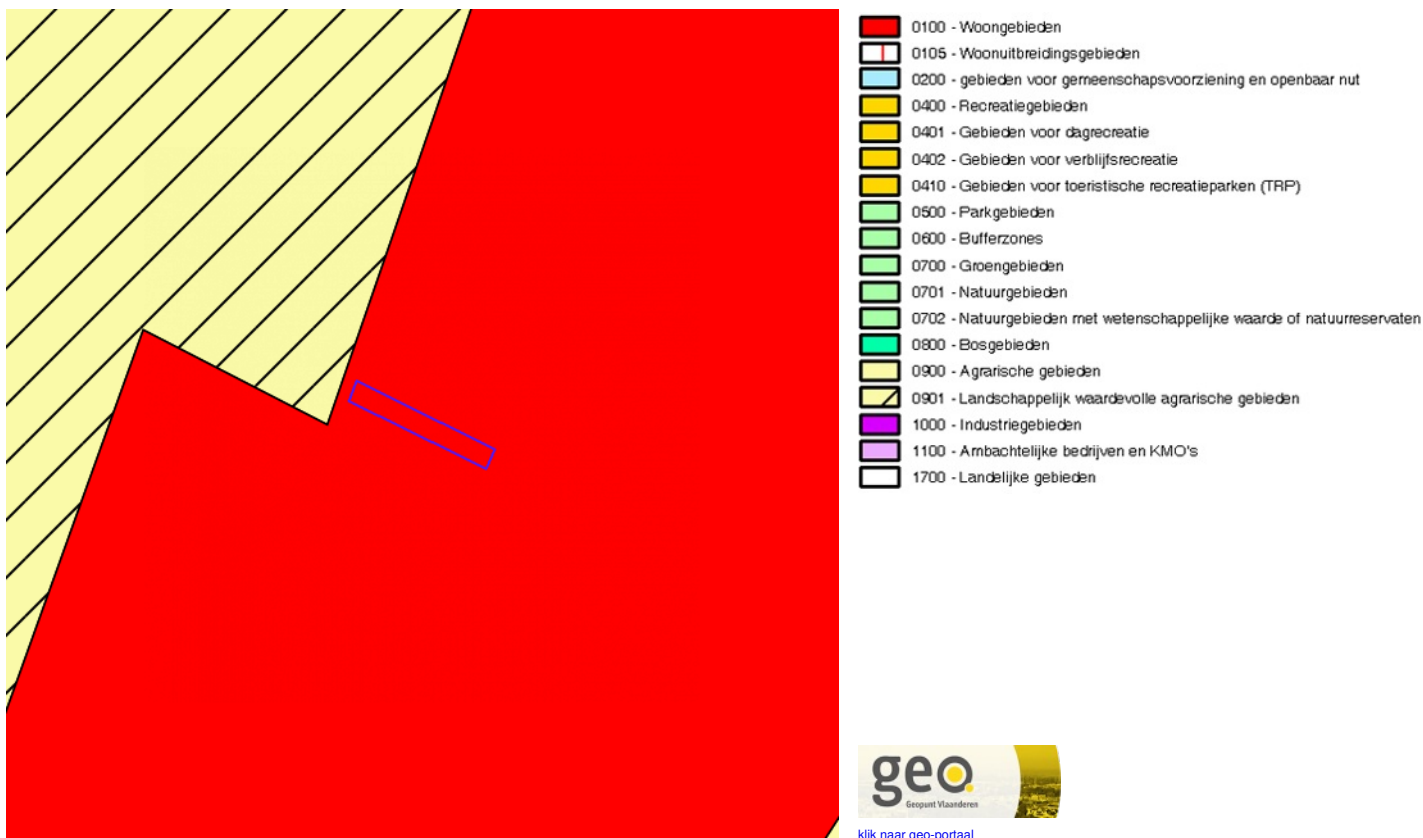 0100 - Woongebieden
0105 - Woonuitbreidingsgebieden
0200 - gebieden voor gemeenschapsvoorziening en openbaar nut
0400 - Recreatiegebieden
0401 - Gebieden voor dagrecreatie
0402 - Gebieden voor verblijfsrecreatie
0410 - Gebieden voor toeristische recreatieparken (TRP)
0500 - Parkgebieden
0600 - Bufferzones
0700 - Groengebieden
0701 - Natuurgebieden
0702 - Natuurgebieden met wetenschappelijke waarde of natuurreservaten
0800 - Bosgebieden
0900 - Agrarische gebieden
0901 - Landschappelijk waardevolle agrarische gebieden
1000 - Industriegebieden
1100 - Ambachtelijke bedrijven en KMO's
1700 - Landelijke gebieden
geo.
Geopunt Vlaanderen
klik naar geo-portaal